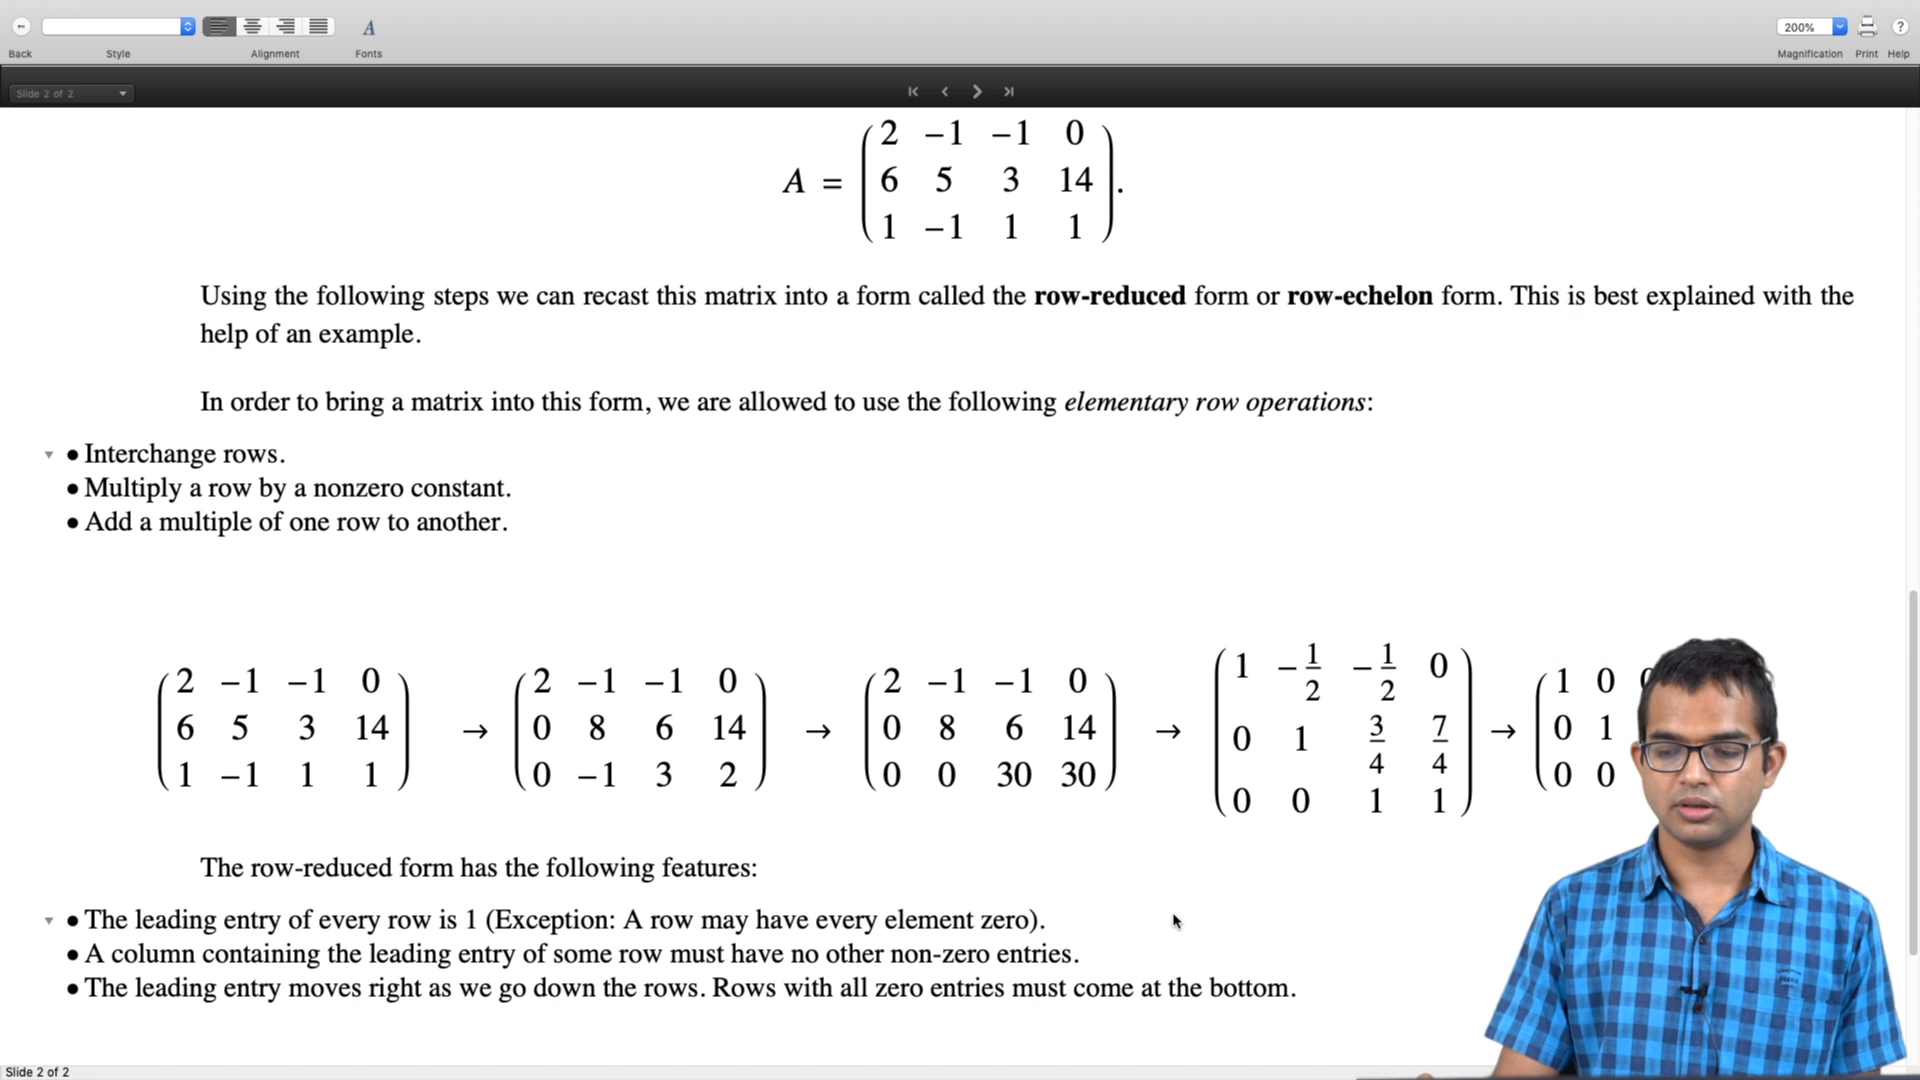 200%
Back Style Alignment Fonts Magnification Print Help
Slide 2 of 2
A = ( 2 −1 −1 0
6 5 3 14
1 −1 1 1 ).
Using the following steps we can recast this matrix into a form called the row-reduced form or row-echelon form. This is best explained with the
help of an example.
In order to bring a matrix into this form, we are allowed to use the following elementary row operations:
● Interchange rows.
● Multiply a row by a nonzero constant.
● Add a multiple of one row to another.
( 2 −1 −1 0 → ( 2 −1 −1 0 → ( 2 −1 −1 0 → ( 1 −1/2 −1/2 0 → ( 1 0
6 5 3 14 0 8 6 14 0 8 6 14 0 1 3/4 7/4 0 1
1 −1 1 1 ) 0 −1 3 2 ) 0 0 30 30 ) 0 0 1 1 ) 0 0
The row-reduced form has the following features:
● The leading entry of every row is 1 (Exception: A row may have every element zero).
● A column containing the leading entry of some row must have no other non-zero entries.
● The leading entry moves right as we go down the rows. Rows with all zero entries must come at the bottom.
Slide 2 of 2